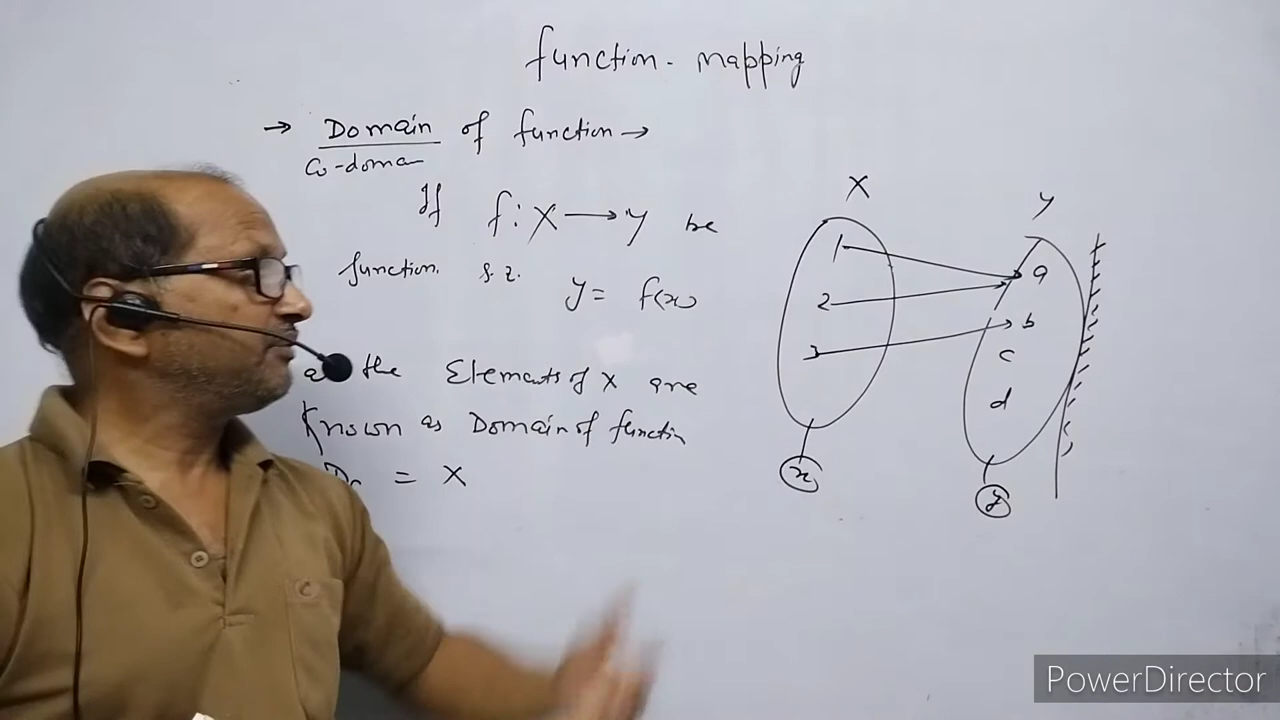 function - mapping
→ Domain of function →
Co-domain
If f: X → Y be
function. s.t.
y = f(x)
the Elements of X are
Known as Domain of function
= X
X
Y
1
2
3
a
b
c
d
x
y
PowerDirector